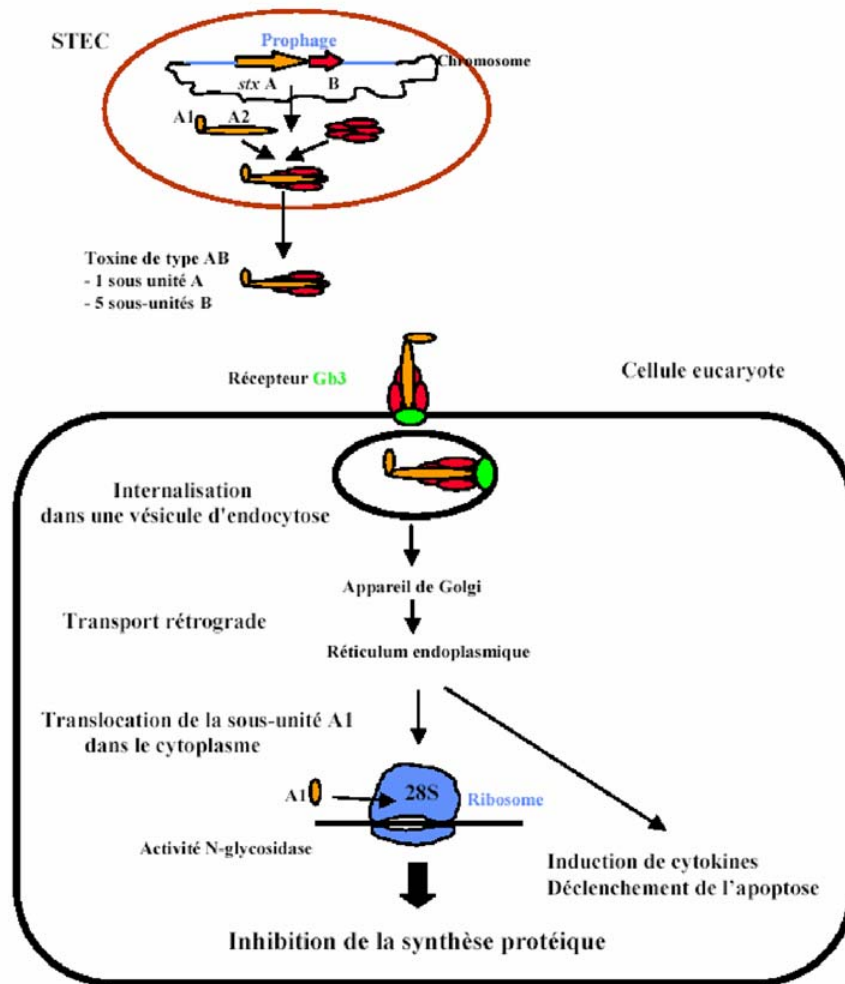 STEC
Prophage
Chromosome
stx A B
A1 A2
Toxine de type AB
- 1 sous unité A
- 5 sous-unités B
Récepteur Gb3
Cellule eucaryote
Internalisation
dans une vésicule d'endocytose
Appareil de Golgi
Transport rétrograde
Réticulum endoplasmique
Translocation de la sous-unité A1
dans le cytoplasme
A1
28S
Ribosome
Activité N-glycosidase
Induction de cytokines
Déclenchement de l'apoptose
Inhibition de la synthèse protéique